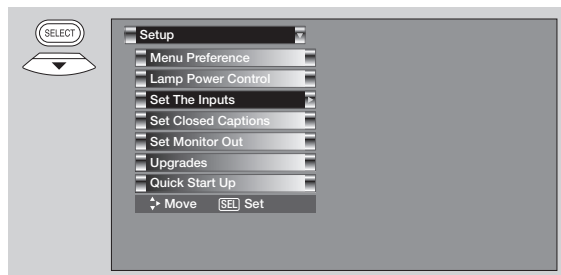 SELECT
Setup
Menu Preference
Lamp Power Control
Set The Inputs
Set Closed Captions
Set Monitor Out
Upgrades
Quick Start Up
Move SEL Set